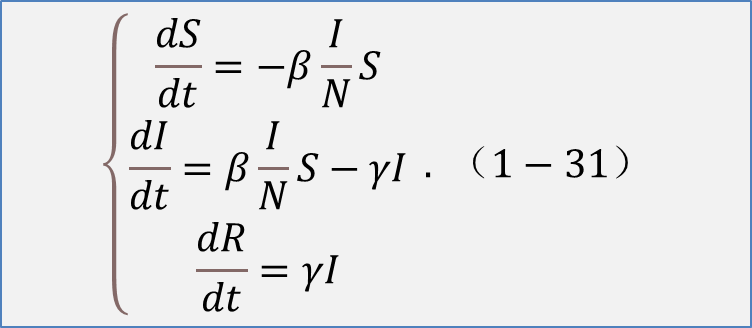 dS/dt = −β I/N S
dI/dt = β I/N S − γI . （1 − 31）
dR/dt = γI